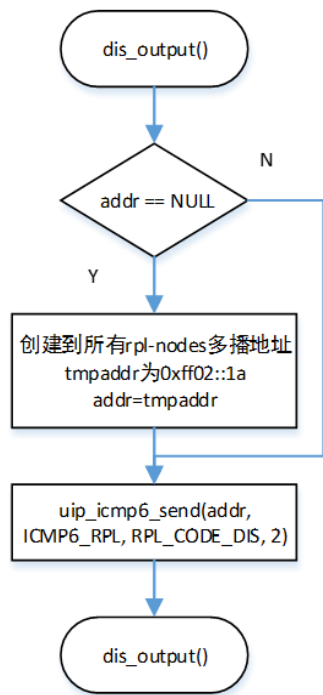 dis_output()
N
addr == NULL
Y
创建到所有rpl-nodes多播地址
tmpaddr为0xff02::1a
addr=tmpaddr
uip_icmp6_send(addr,
ICMP6_RPL, RPL_CODE_DIS, 2)
dis_output()